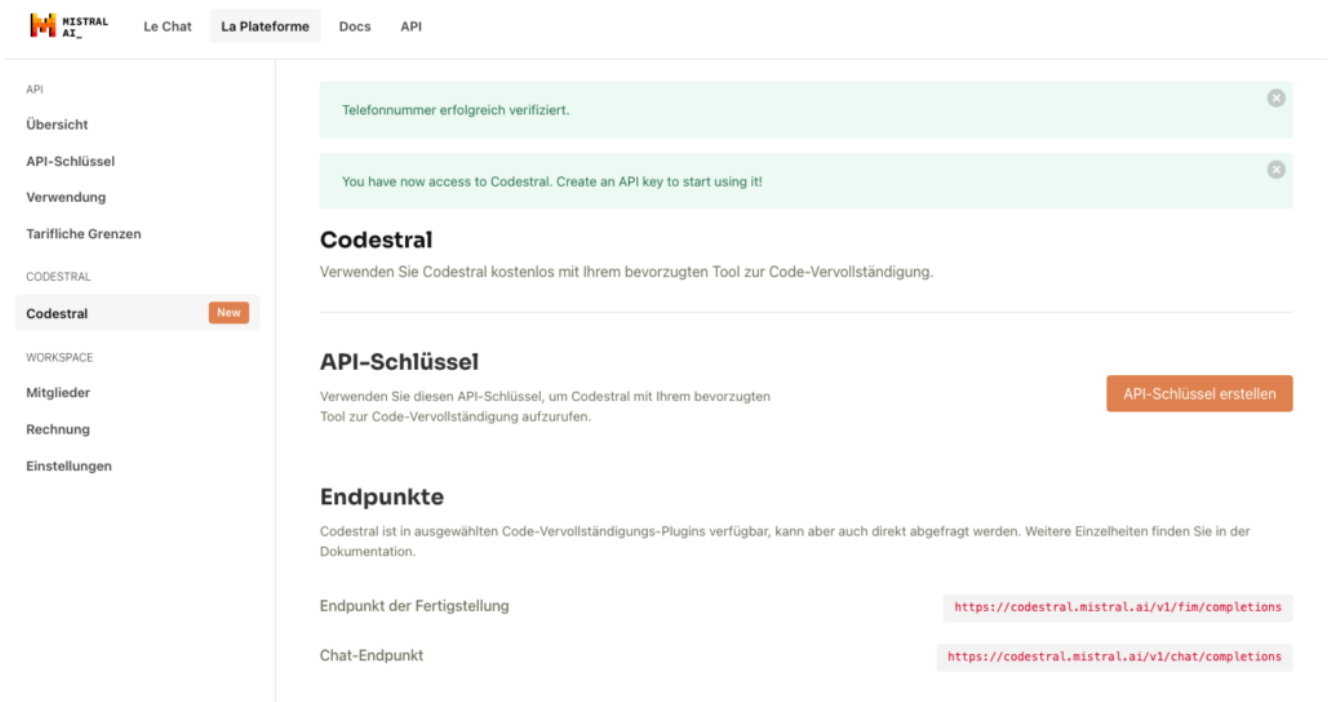 MISTRAL
AI_
Le Chat
La Plateforme
Docs
API
API
Übersicht
API-Schlüssel
Verwendung
Tarifliche Grenzen
CODESTRAL
Codestral
New
WORKSPACE
Mitglieder
Rechnung
Einstellungen
Telefonnummer erfolgreich verifiziert.
You have now access to Codestral. Create an API key to start using it!
Codestral
Verwenden Sie Codestral kostenlos mit Ihrem bevorzugten Tool zur Code-Vervollständigung.
API-Schlüssel
Verwenden Sie diesen API-Schlüssel, um Codestral mit Ihrem bevorzugten
Tool zur Code-Vervollständigung aufzurufen.
API-Schlüssel erstellen
Endpunkte
Codestral ist in ausgewählten Code-Vervollständigungs-Plugins verfügbar, kann aber auch direkt abgefragt werden. Weitere Einzelheiten finden Sie in der
Dokumentation.
Endpunkt der Fertigstellung
https://codestral.mistral.ai/v1/fim/completions
Chat-Endpunkt
https://codestral.mistral.ai/v1/chat/completions